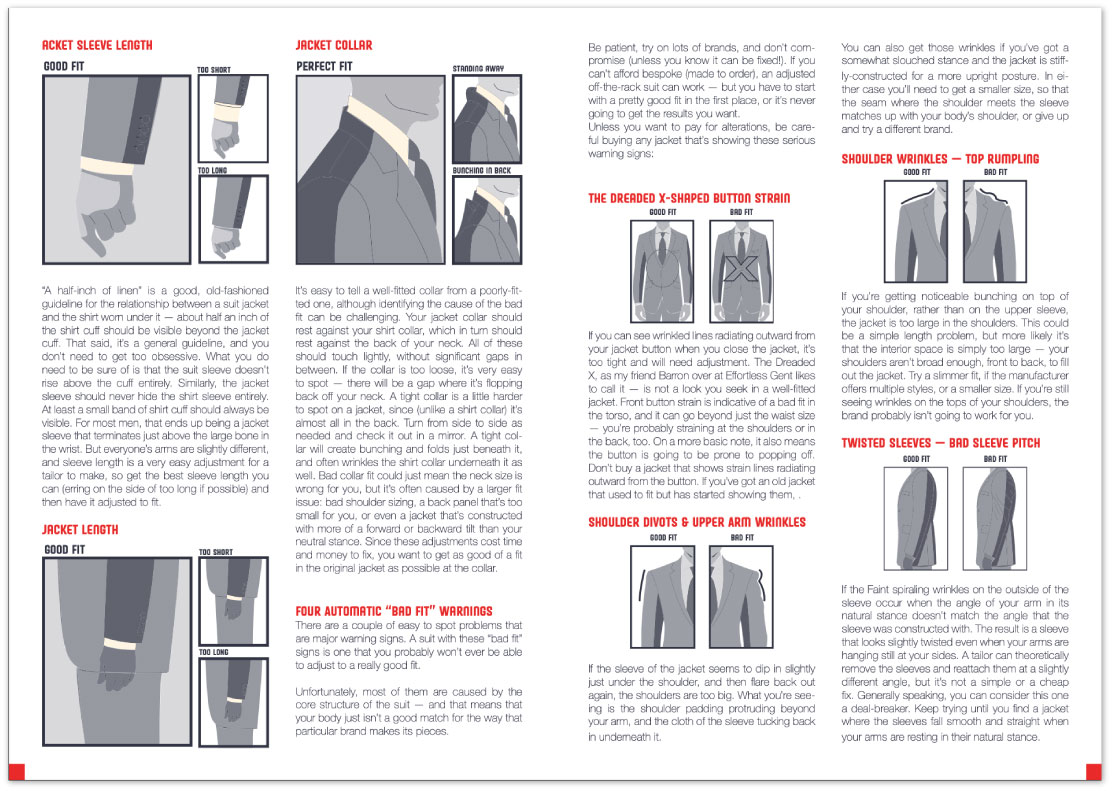 ACKET SLEEVE LENGTH
GOOD FIT
TOO SHORT
TOO LONG
“A half-inch of linen” is a good, old-fashioned
guideline for the relationship between a suit jacket
and the shirt worn under it — about half an inch of
the shirt cuff should be visible beyond the jacket
cuff. That said, it’s a general guideline, and you
don’t need to get too obsessive. What you do
need to be sure of is that the suit sleeve doesn’t
rise above the cuff entirely. Similarly, the jacket
sleeve should never hide the shirt sleeve entirely.
At least a small band of shirt cuff should always be
visible. For most men, that ends up being a jacket
sleeve that terminates just above the large bone in
the wrist. But everyone’s arms are slightly different,
and sleeve length is a very easy adjustment for a
tailor to make, so get the best sleeve length you
can (erring on the side of too long if possible) and
then have it adjusted to fit.
JACKET LENGTH
GOOD FIT
TOO SHORT
TOO LONG
JACKET COLLAR
PERFECT FIT
STANDING AWAY
BUNCHING IN BACK
It’s easy to tell a well-fitted collar from a poorly-fit-
ted one, although identifying the cause of the bad
fit can be challenging. Your jacket collar should
rest against your shirt collar, which in turn should
rest against the back of your neck. All of these
should touch lightly, without significant gaps in
between. If the collar is too loose, it’s very easy
to spot — there will be a gap where it’s flopping
back off your neck. A tight collar is a little harder
to spot on a jacket, since (unlike a shirt collar) it’s
almost all in the back. Turn from side to side as
needed and check it out in a mirror. A tight col-
lar will create bunching and folds just beneath it,
and often wrinkles the shirt collar underneath it as
well. Bad collar fit could just mean the neck size is
wrong for you, but it’s often caused by a larger fit
issue: bad shoulder sizing, a back panel that’s too
small for you, or even a jacket that’s constructed
with more of a forward or backward tilt than your
neutral stance. Since these adjustments cost time
and money to fix, you want to get as good of a fit
in the original jacket as possible at the collar.
FOUR AUTOMATIC “BAD FIT” WARNINGS
There are a couple of easy to spot problems that
are major warning signs. A suit with these “bad fit”
signs is one that you probably won’t ever be able
to adjust to a really good fit.
Unfortunately, most of them are caused by the
core structure of the suit — and that means that
your body just isn’t a good match for the way that
particular brand makes its pieces.
Be patient, try on lots of brands, and don’t com-
promise (unless you know it can be fixed!). If you
can’t afford bespoke (made to order), an adjusted
off-the-rack suit can work — but you have to start
with a pretty good fit in the first place, or it’s never
going to get the results you want.
Unless you want to pay for alterations, be care-
ful buying any jacket that’s showing these serious
warning signs:
THE DREADED X-SHAPED BUTTON STRAIN
GOOD FIT
BAD FIT
X
If you can see wrinkled lines radiating outward from
your jacket button when you close the jacket, it’s
too tight and will need adjustment. The Dreaded
X, as my friend Barron over at Effortless Gent likes
to call it — is not a look you seek in a well-fitted
jacket. Front button strain is indicative of a bad fit in
the torso, and it can go beyond just the waist size
— you’re probably straining at the shoulders or in
the back, too. On a more basic note, it also means
the button is going to be prone to popping off.
Don’t buy a jacket that shows strain lines radiating
outward from the button. If you’ve got an old jacket
that used to fit but has started showing them, .
SHOULDER DIVOTS & UPPER ARM WRINKLES
GOOD FIT
BAD FIT
If the sleeve of the jacket seems to dip in slightly
just under the shoulder, and then flare back out
again, the shoulders are too big. What you’re see-
ing is the shoulder padding protruding beyond
your arm, and the cloth of the sleeve tucking back
in underneath it.
You can also get those wrinkles if you’ve got a
somewhat slouched stance and the jacket is stiff-
ly-constructed for a more upright posture. In ei-
ther case you’ll need to get a smaller size, so that
the seam where the shoulder meets the sleeve
matches up with your body’s shoulder, or give up
and try a different brand.
SHOULDER WRINKLES — TOP RUMPLING
GOOD FIT
BAD FIT
If you’re getting noticeable bunching on top of
your shoulder, rather than on the upper sleeve,
the jacket is too large in the shoulders. This could
be a simple length problem, but more likely it’s
that the interior space is simply too large — your
shoulders aren’t broad enough, front to back, to fill
out the jacket. Try a slimmer fit, if the manufacturer
offers multiple styles, or a smaller size. If you’re still
seeing wrinkles on the tops of your shoulders, the
brand probably isn’t going to work for you.
TWISTED SLEEVES — BAD SLEEVE PITCH
GOOD FIT
BAD FIT
If the Faint spiraling wrinkles on the outside of the
sleeve occur when the angle of your arm in its
natural stance doesn’t match the angle that the
sleeve was constructed with. The result is a sleeve
that looks slightly twisted even when your arms are
hanging still at your sides. A tailor can theoretically
remove the sleeves and reattach them at a slightly
different angle, but it’s not a simple or a cheap
fix. Generally speaking, you can consider this one
a deal-breaker. Keep trying until you find a jacket
where the sleeves fall smooth and straight when
your arms are resting in their natural stance.